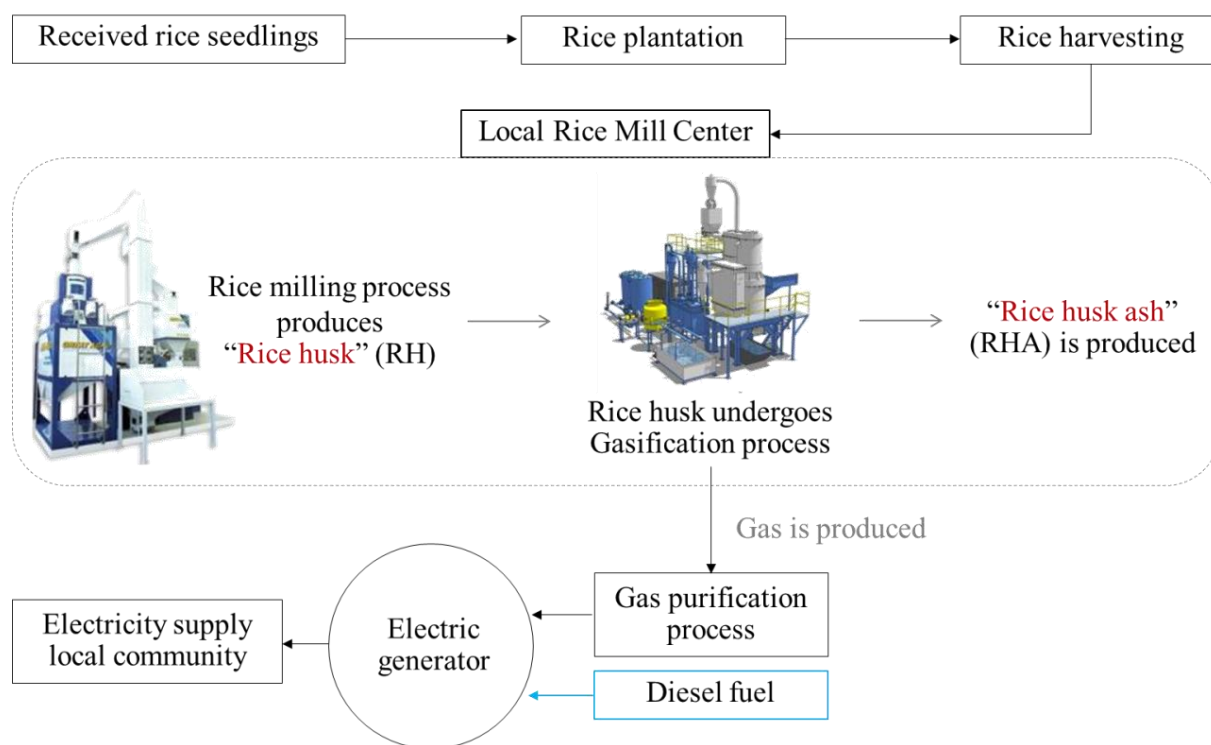 Received rice seedlings
Rice plantation
Rice harvesting
Local Rice Mill Center
Rice milling process
produces
“Rice husk” (RH)
Rice husk undergoes
Gasification process
“Rice husk ash”
(RHA) is produced
Gas is produced
Gas purification
process
Diesel fuel
Electric
generator
Electricity supply
local community